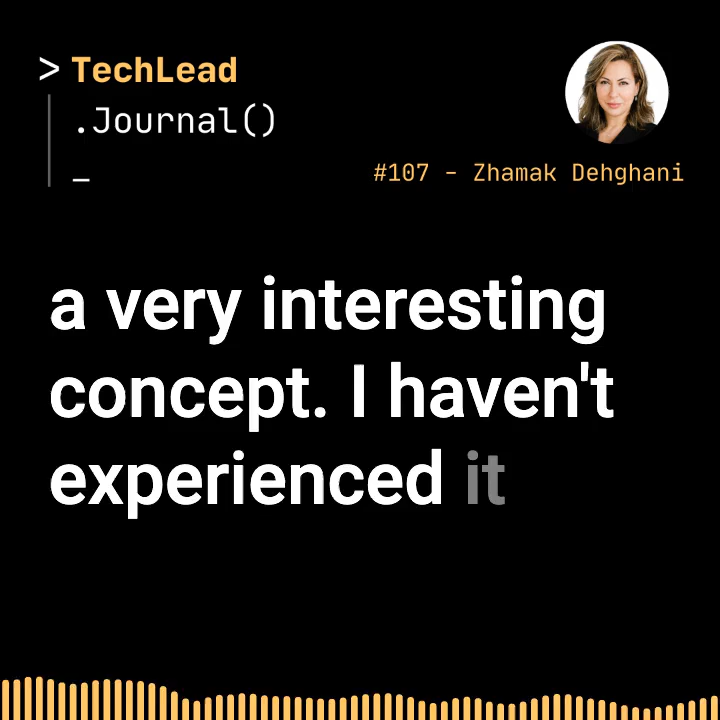 > TechLead
.Journal()
_
#107 - Zhamak Dehghani
a very interesting
concept. I haven't
experienced it